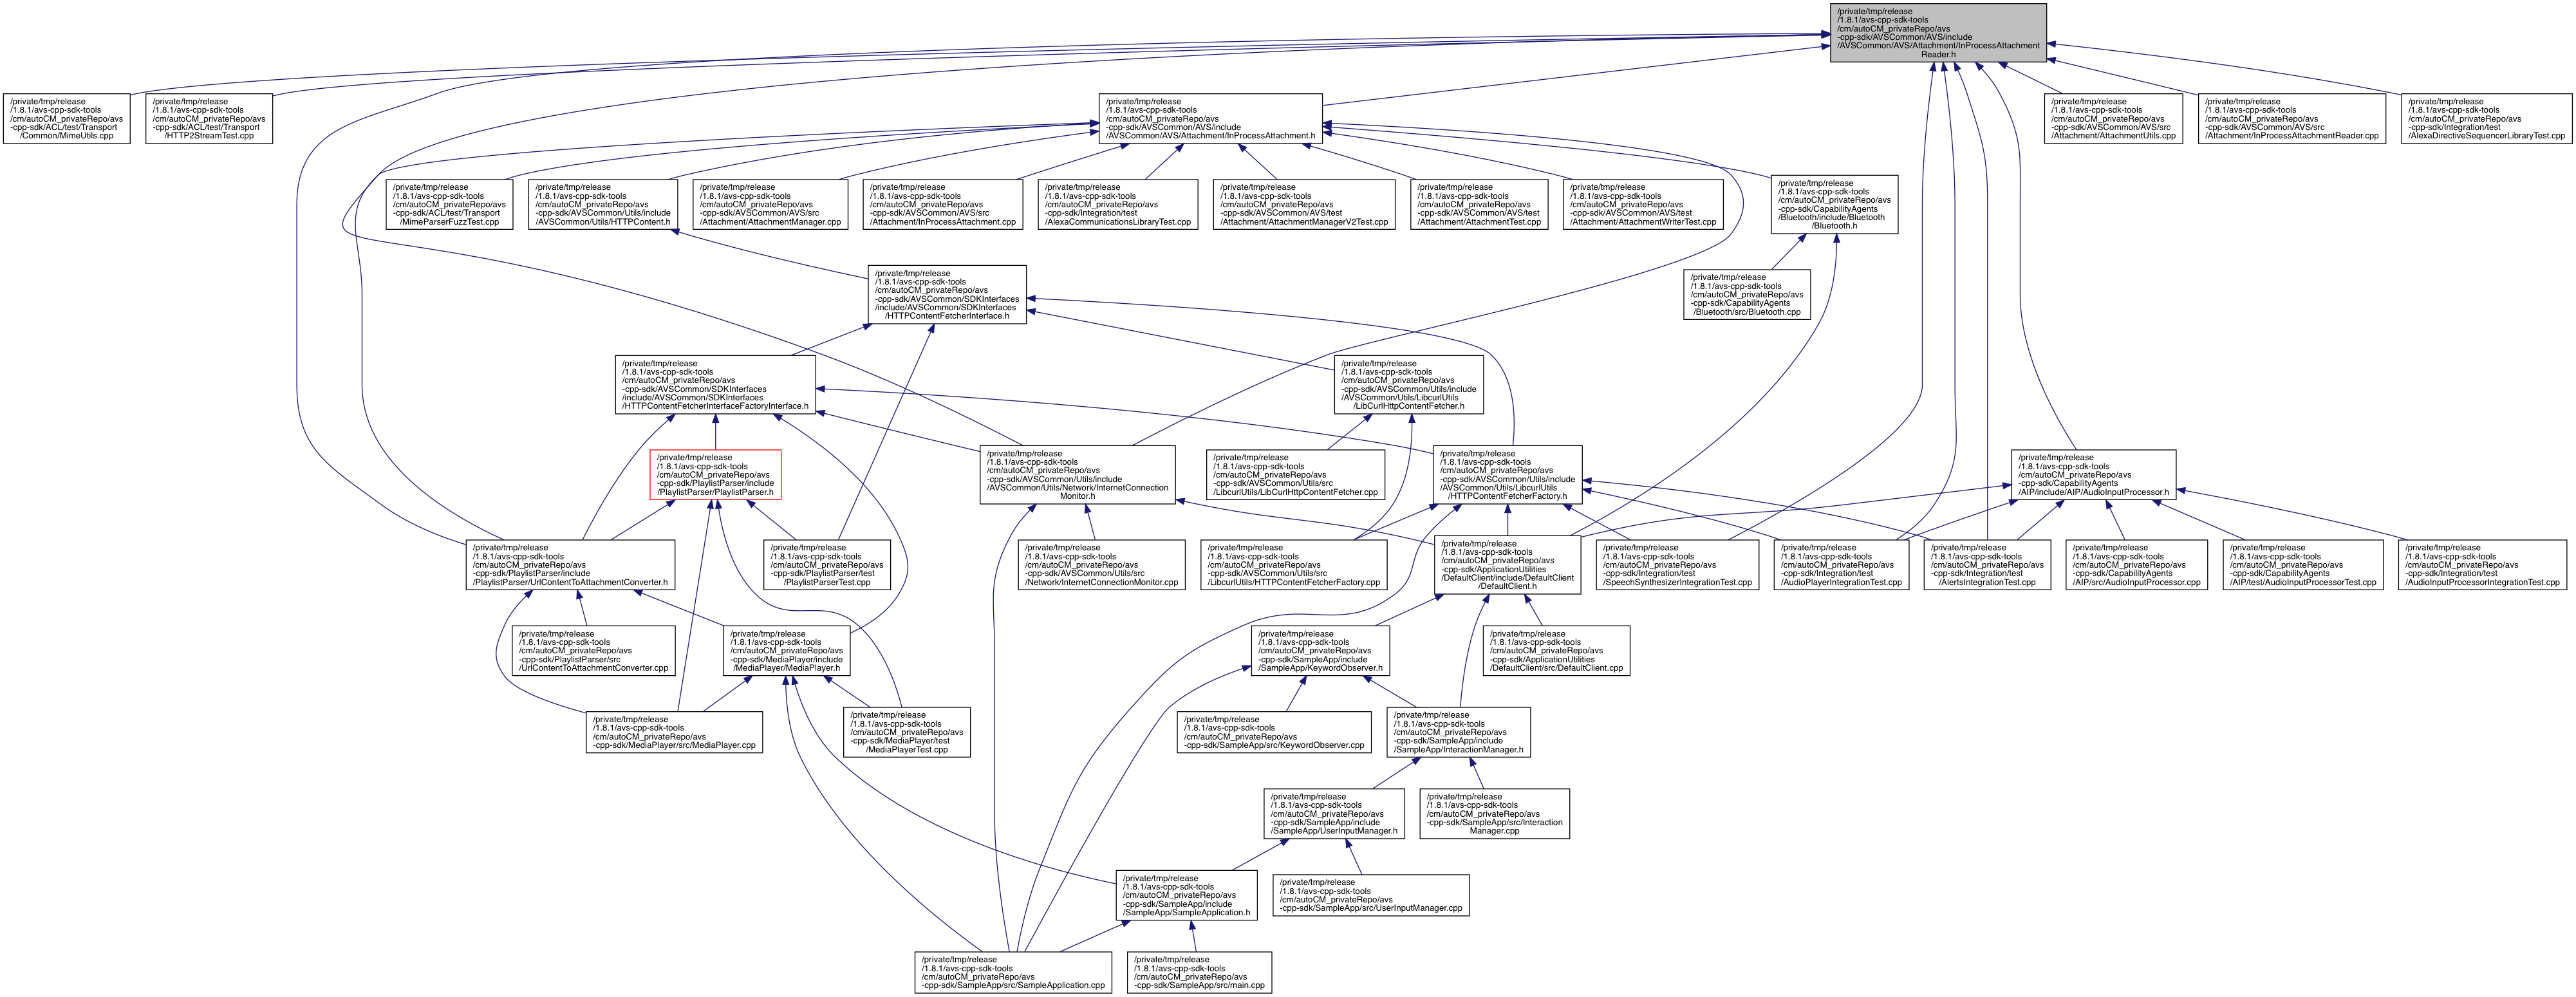 /private/tmp/release
/1.8.1/avs-cpp-sdk-tools
/cm/autoCM_privateRepo/avs
-cpp-sdk/AVSCommon/AVS/include
/AVSCommon/AVS/Attachment/InProcessAttachment
Reader.h
/private/tmp/release
/1.8.1/avs-cpp-sdk-tools
/cm/autoCM_privateRepo/avs
-cpp-sdk/ACL/test/Transport
/Common/MimeUtils.cpp
/private/tmp/release
/1.8.1/avs-cpp-sdk-tools
/cm/autoCM_privateRepo/avs
-cpp-sdk/ACL/test/Transport
/HTTP2StreamTest.cpp
/private/tmp/release
/1.8.1/avs-cpp-sdk-tools
/cm/autoCM_privateRepo/avs
-cpp-sdk/AVSCommon/AVS/include
/AVSCommon/AVS/Attachment/InProcessAttachment.h
/private/tmp/release
/1.8.1/avs-cpp-sdk-tools
/cm/autoCM_privateRepo/avs
-cpp-sdk/AVSCommon/AVS/src
/Attachment/AttachmentUtils.cpp
/private/tmp/release
/1.8.1/avs-cpp-sdk-tools
/cm/autoCM_privateRepo/avs
-cpp-sdk/AVSCommon/AVS/src
/Attachment/InProcessAttachmentReader.cpp
/private/tmp/release
/1.8.1/avs-cpp-sdk-tools
/cm/autoCM_privateRepo/avs
-cpp-sdk/Integration/test
/AlexaDirectiveSequencerLibraryTest.cpp
/private/tmp/release
/1.8.1/avs-cpp-sdk-tools
/cm/autoCM_privateRepo/avs
-cpp-sdk/ACL/test/Transport
/MimeParserFuzzTest.cpp
/private/tmp/release
/1.8.1/avs-cpp-sdk-tools
/cm/autoCM_privateRepo/avs
-cpp-sdk/AVSCommon/Utils/include
/AVSCommon/Utils/HTTPContent.h
/private/tmp/release
/1.8.1/avs-cpp-sdk-tools
/cm/autoCM_privateRepo/avs
-cpp-sdk/AVSCommon/AVS/src
/Attachment/AttachmentManager.cpp
/private/tmp/release
/1.8.1/avs-cpp-sdk-tools
/cm/autoCM_privateRepo/avs
-cpp-sdk/AVSCommon/AVS/src
/Attachment/InProcessAttachment.cpp
/private/tmp/release
/1.8.1/avs-cpp-sdk-tools
/cm/autoCM_privateRepo/avs
-cpp-sdk/Integration/test
/AlexaCommunicationsLibraryTest.cpp
/private/tmp/release
/1.8.1/avs-cpp-sdk-tools
/cm/autoCM_privateRepo/avs
-cpp-sdk/AVSCommon/AVS/test
/Attachment/AttachmentManagerV2Test.cpp
/private/tmp/release
/1.8.1/avs-cpp-sdk-tools
/cm/autoCM_privateRepo/avs
-cpp-sdk/AVSCommon/AVS/test
/Attachment/AttachmentTest.cpp
/private/tmp/release
/1.8.1/avs-cpp-sdk-tools
/cm/autoCM_privateRepo/avs
-cpp-sdk/AVSCommon/AVS/test
/Attachment/AttachmentWriterTest.cpp
/private/tmp/release
/1.8.1/avs-cpp-sdk-tools
/cm/autoCM_privateRepo/avs
-cpp-sdk/CapabilityAgents
/Bluetooth/include/Bluetooth
/Bluetooth.h
/private/tmp/release
/1.8.1/avs-cpp-sdk-tools
/cm/autoCM_privateRepo/avs
-cpp-sdk/AVSCommon/SDKInterfaces
/include/AVSCommon/SDKInterfaces
/HTTPContentFetcherInterface.h
/private/tmp/release
/1.8.1/avs-cpp-sdk-tools
/cm/autoCM_privateRepo/avs
-cpp-sdk/CapabilityAgents
/Bluetooth/src/Bluetooth.cpp
/private/tmp/release
/1.8.1/avs-cpp-sdk-tools
/cm/autoCM_privateRepo/avs
-cpp-sdk/AVSCommon/SDKInterfaces
/include/AVSCommon/SDKInterfaces
/HTTPContentFetcherInterfaceFactoryInterface.h
/private/tmp/release
/1.8.1/avs-cpp-sdk-tools
/cm/autoCM_privateRepo/avs
-cpp-sdk/AVSCommon/Utils/include
/AVSCommon/Utils/LibcurlUtils
/LibCurlHttpContentFetcher.h
/private/tmp/release
/1.8.1/avs-cpp-sdk-tools
/cm/autoCM_privateRepo/avs
-cpp-sdk/PlaylistParser/include
/PlaylistParser/PlaylistParser.h
/private/tmp/release
/1.8.1/avs-cpp-sdk-tools
/cm/autoCM_privateRepo/avs
-cpp-sdk/AVSCommon/Utils/include
/AVSCommon/Utils/Network/InternetConnection
Monitor.h
/private/tmp/release
/1.8.1/avs-cpp-sdk-tools
/cm/autoCM_privateRepo/avs
-cpp-sdk/AVSCommon/Utils/src
/LibcurlUtils/LibCurlHttpContentFetcher.cpp
/private/tmp/release
/1.8.1/avs-cpp-sdk-tools
/cm/autoCM_privateRepo/avs
-cpp-sdk/AVSCommon/Utils/include
/AVSCommon/Utils/LibcurlUtils
/HTTPContentFetcherFactory.h
/private/tmp/release
/1.8.1/avs-cpp-sdk-tools
/cm/autoCM_privateRepo/avs
-cpp-sdk/CapabilityAgents
/AIP/include/AIP/AudioInputProcessor.h
/private/tmp/release
/1.8.1/avs-cpp-sdk-tools
/cm/autoCM_privateRepo/avs
-cpp-sdk/PlaylistParser/include
/PlaylistParser/UrlContentToAttachmentConverter.h
/private/tmp/release
/1.8.1/avs-cpp-sdk-tools
/cm/autoCM_privateRepo/avs
-cpp-sdk/PlaylistParser/test
/PlaylistParserTest.cpp
/private/tmp/release
/1.8.1/avs-cpp-sdk-tools
/cm/autoCM_privateRepo/avs
-cpp-sdk/AVSCommon/Utils/src
/Network/InternetConnectionMonitor.cpp
/private/tmp/release
/1.8.1/avs-cpp-sdk-tools
/cm/autoCM_privateRepo/avs
-cpp-sdk/AVSCommon/Utils/src
/LibcurlUtils/HTTPContentFetcherFactory.cpp
/private/tmp/release
/1.8.1/avs-cpp-sdk-tools
/cm/autoCM_privateRepo/avs
-cpp-sdk/ApplicationUtilities
/DefaultClient/include/DefaultClient
/DefaultClient.h
/private/tmp/release
/1.8.1/avs-cpp-sdk-tools
/cm/autoCM_privateRepo/avs
-cpp-sdk/Integration/test
/SpeechSynthesizerIntegrationTest.cpp
/private/tmp/release
/1.8.1/avs-cpp-sdk-tools
/cm/autoCM_privateRepo/avs
-cpp-sdk/Integration/test
/AudioPlayerIntegrationTest.cpp
/private/tmp/release
/1.8.1/avs-cpp-sdk-tools
/cm/autoCM_privateRepo/avs
-cpp-sdk/Integration/test
/AlertsIntegrationTest.cpp
/private/tmp/release
/1.8.1/avs-cpp-sdk-tools
/cm/autoCM_privateRepo/avs
-cpp-sdk/CapabilityAgents
/AIP/src/AudioInputProcessor.cpp
/private/tmp/release
/1.8.1/avs-cpp-sdk-tools
/cm/autoCM_privateRepo/avs
-cpp-sdk/CapabilityAgents
/AIP/test/AudioInputProcessorTest.cpp
/private/tmp/release
/1.8.1/avs-cpp-sdk-tools
/cm/autoCM_privateRepo/avs
-cpp-sdk/Integration/test
/AudioInputProcessorIntegrationTest.cpp
/private/tmp/release
/1.8.1/avs-cpp-sdk-tools
/cm/autoCM_privateRepo/avs
-cpp-sdk/PlaylistParser/src
/UrlContentToAttachmentConverter.cpp
/private/tmp/release
/1.8.1/avs-cpp-sdk-tools
/cm/autoCM_privateRepo/avs
-cpp-sdk/MediaPlayer/include
/MediaPlayer/MediaPlayer.h
/private/tmp/release
/1.8.1/avs-cpp-sdk-tools
/cm/autoCM_privateRepo/avs
-cpp-sdk/SampleApp/include
/SampleApp/KeywordObserver.h
/private/tmp/release
/1.8.1/avs-cpp-sdk-tools
/cm/autoCM_privateRepo/avs
-cpp-sdk/ApplicationUtilities
/DefaultClient/src/DefaultClient.cpp
/private/tmp/release
/1.8.1/avs-cpp-sdk-tools
/cm/autoCM_privateRepo/avs
-cpp-sdk/MediaPlayer/src/MediaPlayer.cpp
/private/tmp/release
/1.8.1/avs-cpp-sdk-tools
/cm/autoCM_privateRepo/avs
-cpp-sdk/MediaPlayer/test
/MediaPlayerTest.cpp
/private/tmp/release
/1.8.1/avs-cpp-sdk-tools
/cm/autoCM_privateRepo/avs
-cpp-sdk/SampleApp/src/KeywordObserver.cpp
/private/tmp/release
/1.8.1/avs-cpp-sdk-tools
/cm/autoCM_privateRepo/avs
-cpp-sdk/SampleApp/include
/SampleApp/InteractionManager.h
/private/tmp/release
/1.8.1/avs-cpp-sdk-tools
/cm/autoCM_privateRepo/avs
-cpp-sdk/SampleApp/include
/SampleApp/UserInputManager.h
/private/tmp/release
/1.8.1/avs-cpp-sdk-tools
/cm/autoCM_privateRepo/avs
-cpp-sdk/SampleApp/src/Interaction
Manager.cpp
/private/tmp/release
/1.8.1/avs-cpp-sdk-tools
/cm/autoCM_privateRepo/avs
-cpp-sdk/SampleApp/include
/SampleApp/SampleApplication.h
/private/tmp/release
/1.8.1/avs-cpp-sdk-tools
/cm/autoCM_privateRepo/avs
-cpp-sdk/SampleApp/src/UserInputManager.cpp
/private/tmp/release
/1.8.1/avs-cpp-sdk-tools
/cm/autoCM_privateRepo/avs
-cpp-sdk/SampleApp/src/SampleApplication.cpp
/private/tmp/release
/1.8.1/avs-cpp-sdk-tools
/cm/autoCM_privateRepo/avs
-cpp-sdk/SampleApp/src/main.cpp